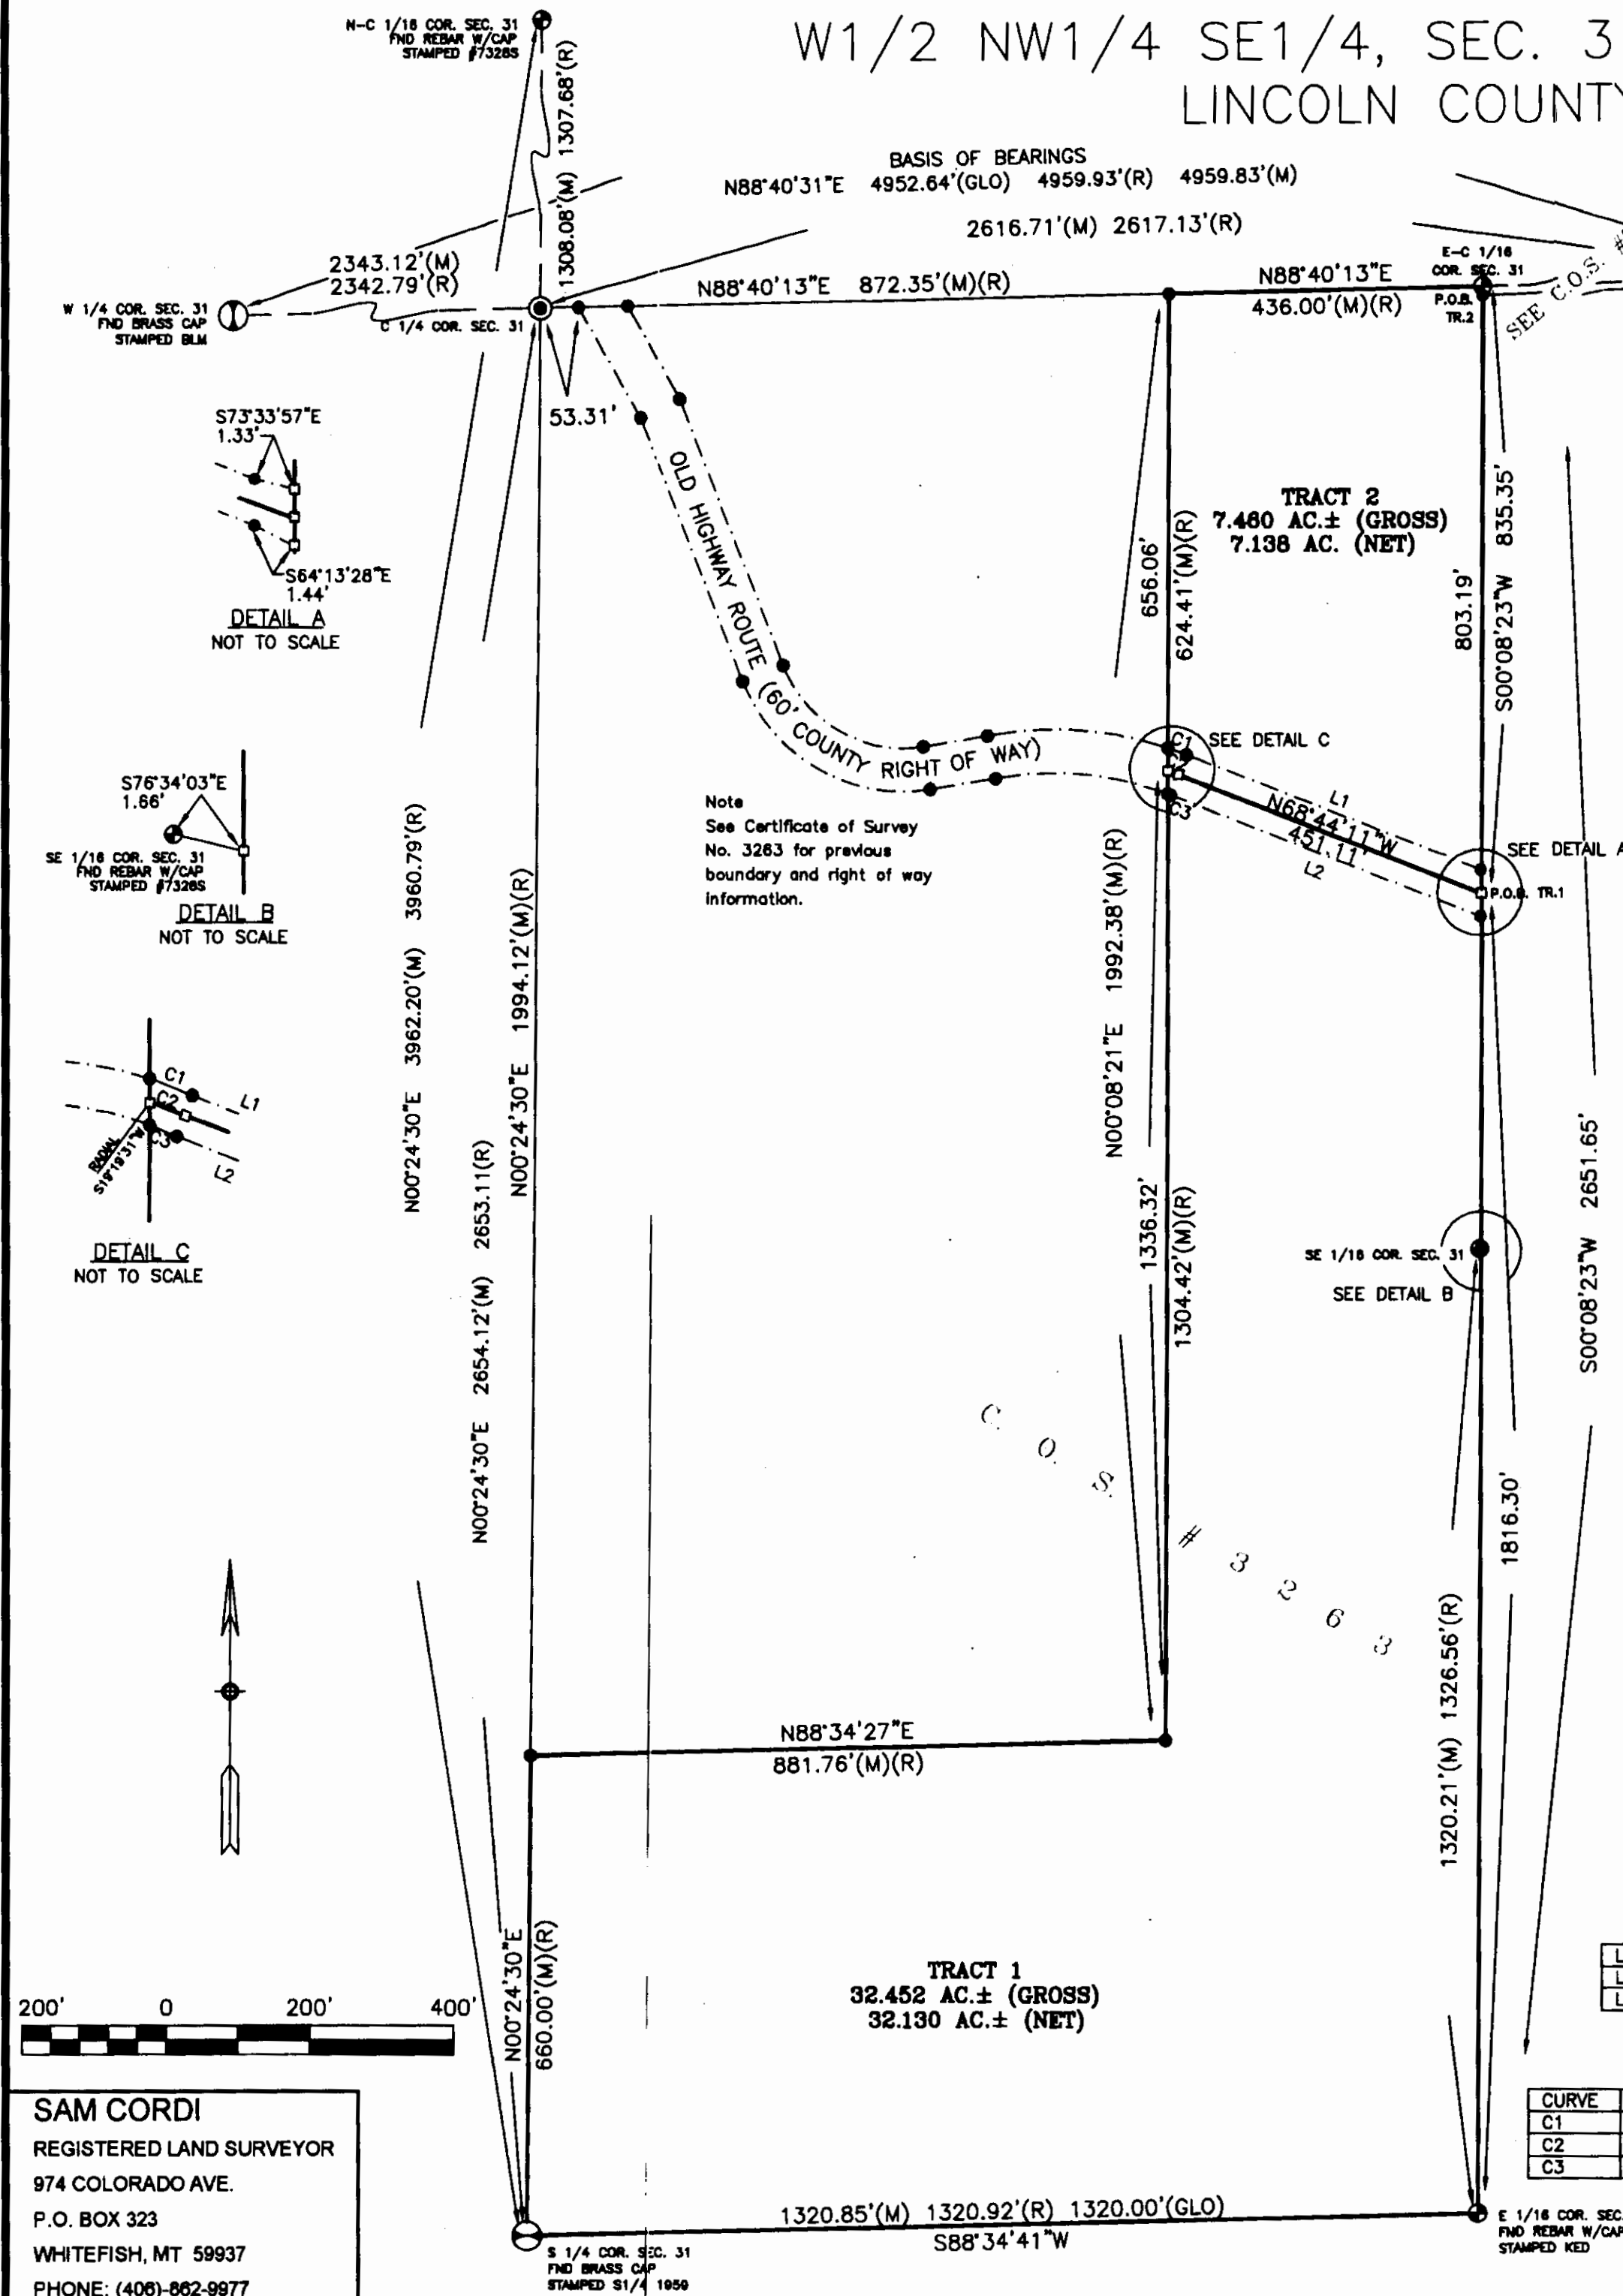 W1/2 NW1/4 SE1/4, SEC. 3
LINCOLN COUNTY
N-C 1/16 COR. SEC. 31
FND REBAR W/CAP
STAMPED #7328S
1308.08'(M) 1307.68'(R)
BASIS OF BEARINGS
N88°40'31"E 4952.64'(GLO) 4959.93'(R) 4959.83'(M)
2616.71'(M) 2617.13'(R)
2343.12'(M)
2342.79'(R)
W 1/4 COR. SEC. 31
FND BRASS CAP
STAMPED BLM
C 1/4 COR. SEC. 31
N88°40'13"E 872.35'(M)(R)
N88°40'13"E
436.00'(M)(R)
E-C 1/16
COR. SEC. 31
P.O.B.
TR.2
SEE C.O.S. #
53.31'
S73°33'57"E
1.33'
S64°13'28"E
1.44'
DETAIL A
NOT TO SCALE
OLD HIGHWAY ROUTE (60' COUNTY RIGHT OF WAY)
TRACT 2
7.460 AC.± (GROSS)
7.138 AC. (NET)
656.06'
624.41'(M)(R)
803.19'
S00°08'23"W 835.35'
S76°34'03"E
1.66'
SE 1/16 COR. SEC. 31
FND REBAR W/CAP
STAMPED #7328S
DETAIL B
NOT TO SCALE
Note
See Certificate of Survey
No. 3263 for previous
boundary and right of way
information.
C1
C2
C3
SEE DETAIL C
L1
N68°44'11"W
451.11'
L2
SEE DETAIL A
P.O.B. TR.1
N00°24'30"E 3962.20'(M) 3960.79'(R)
N00°24'30"E 2654.12'(M) 2653.11(R)
N00°24'30"E 1994.12'(M)(R)
N00°08'21"E 1992.38'(M)(R)
1336.32'
1304.42'(M)(R)
C1
C2
C3
L1
L2
RADIAL
S19°19'31"W
DETAIL C
NOT TO SCALE
SE 1/16 COR. SEC. 31
SEE DETAIL B
S00°08'23"W 2651.65'
1816.30'
1320.21'(M) 1326.56'(R)
C. O. S. # 3263
N88°34'27"E
881.76'(M)(R)
N00°24'30"E
660.00'(M)(R)
TRACT 1
32.452 AC.± (GROSS)
32.130 AC.± (NET)
200' 0 200' 400'
L
L
L
CURVE
C1
C2
C3
1320.85'(M) 1320.92'(R) 1320.00'(GLO)
S88°34'41"W
S 1/4 COR. SEC. 31
FND BRASS CAP
STAMPED S1/4 1959
E 1/16 COR. SEC.
FND REBAR W/CAP
STAMPED KED
SAM CORDI
REGISTERED LAND SURVEYOR
974 COLORADO AVE.
P.O. BOX 323
WHITEFISH, MT 59937
PHONE: (406)-862-9977